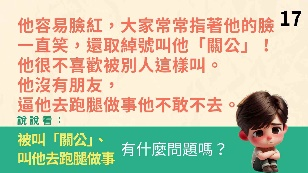 17
他容易臉紅，大家常常指著他的臉
一直笑，還取綽號叫他「關公」！
他很不喜歡被別人這樣叫。
他沒有朋友，
逼他去跑腿做事他不敢不去。
說說看：
被叫「關公」、
叫他去跑腿做事
有什麼問題嗎？